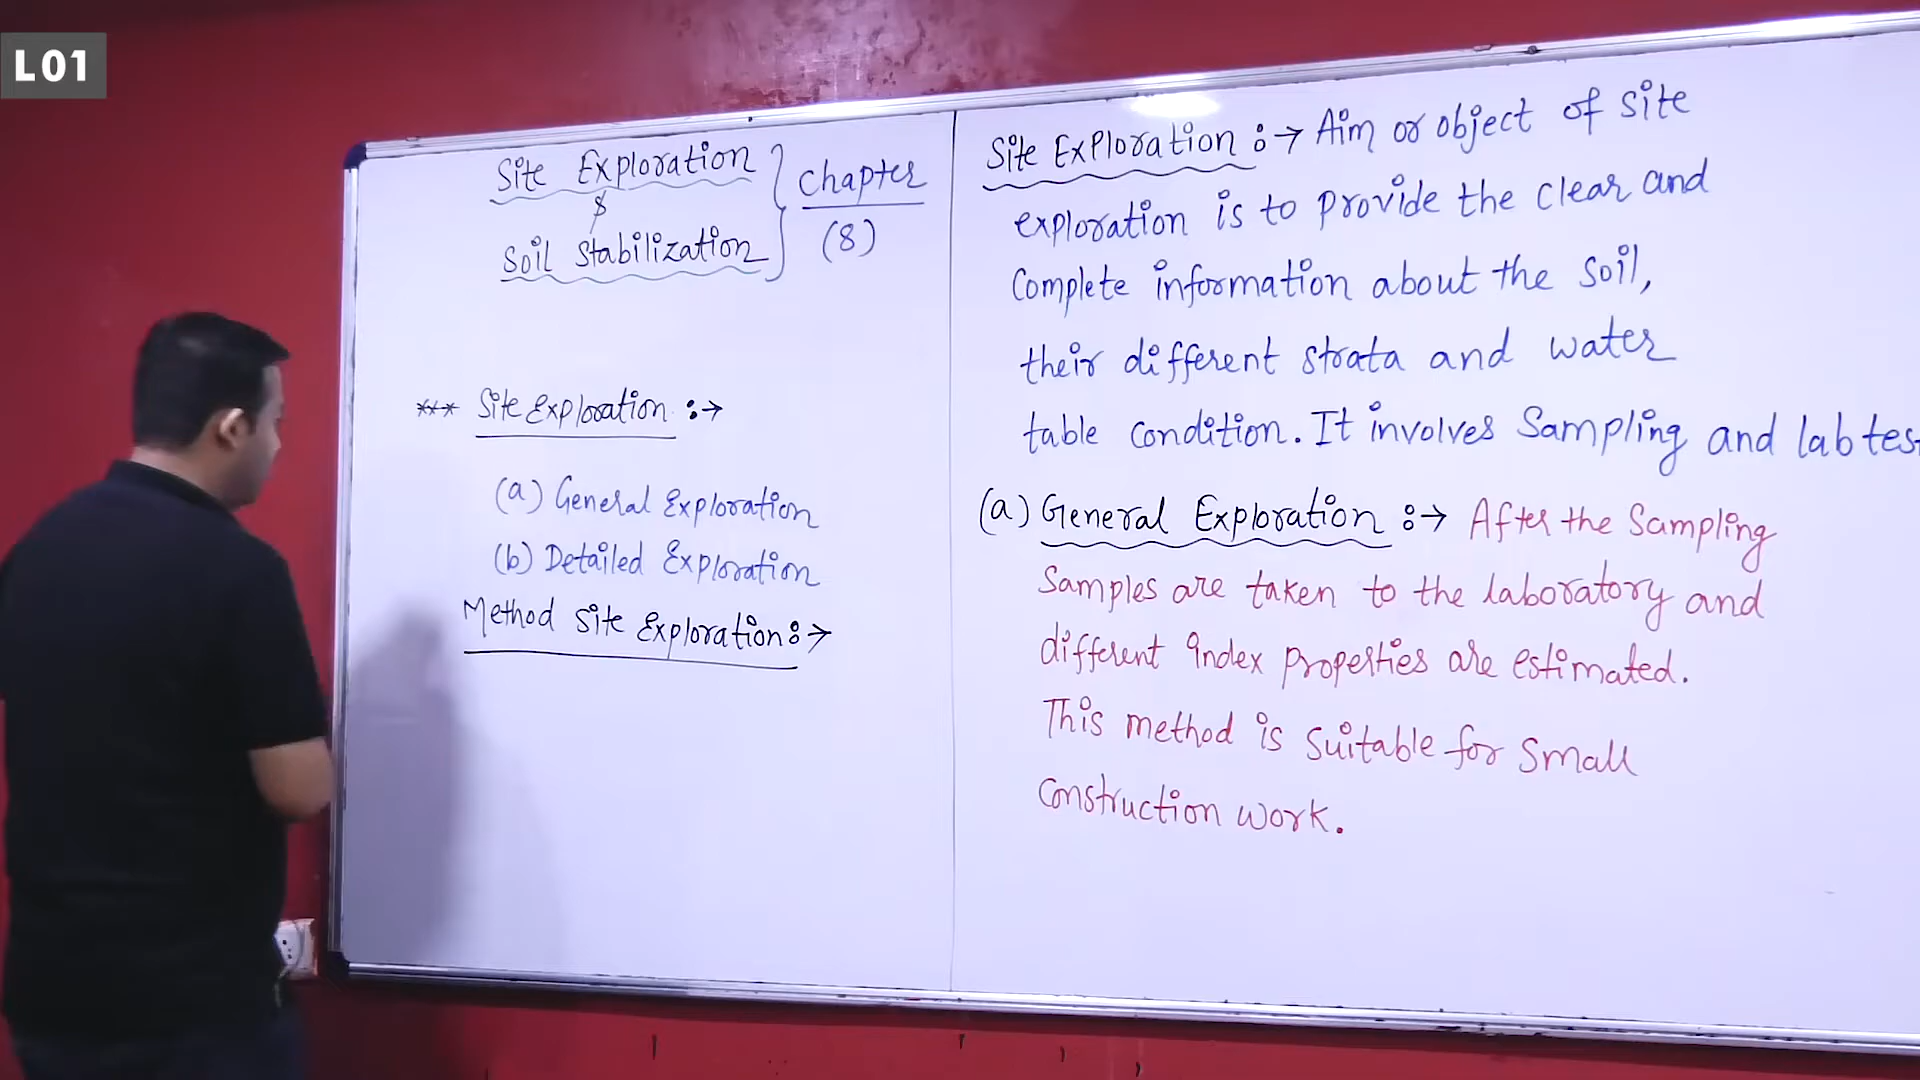 L01
Site Exploration
&
Soil Stabilization
Chapter
(8)
*** Site Exploration :→
(a) General Exploration
(b) Detailed Exploration
Method Site Exploration :→
Site Exploration :→ Aim or object of site
exploration is to provide the clear and
Complete information about the soil,
their different strata and water
table condition. It involves Sampling and lab tes
(a) General Exploration :→ After the Sampling
Samples are taken to the laboratory and
different index properties are estimated.
This method is suitable for small
construction work.